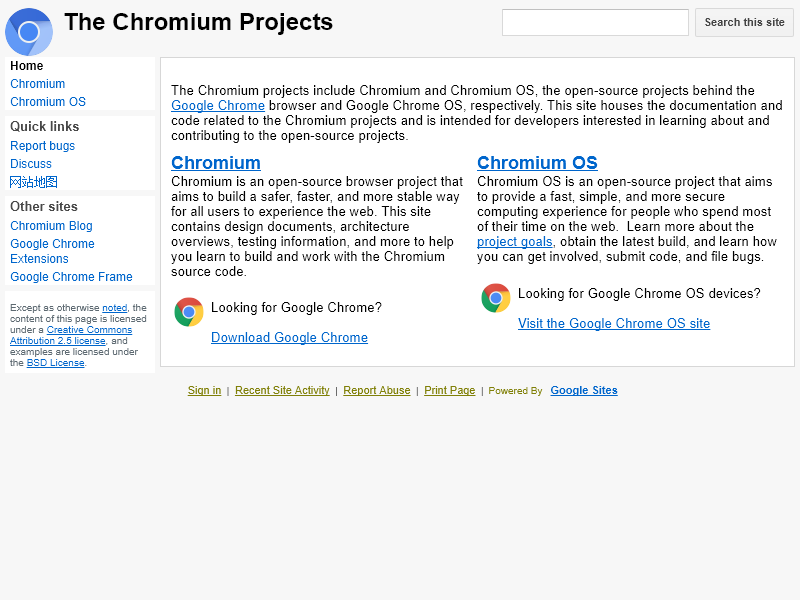 The Chromium Projects
Search this site
Home
Chromium
Chromium OS
Quick links
Report bugs
Discuss
网站地图
Other sites
Chromium Blog
Google Chrome
Extensions
Google Chrome Frame
Except as otherwise noted, the
content of this page is licensed
under a Creative Commons
Attribution 2.5 license, and
examples are licensed under
the BSD License.
The Chromium projects include Chromium and Chromium OS, the open-source projects behind the
Google Chrome browser and Google Chrome OS, respectively. This site houses the documentation and
code related to the Chromium projects and is intended for developers interested in learning about and
contributing to the open-source projects.
Chromium
Chromium is an open-source browser project that
aims to build a safer, faster, and more stable way
for all users to experience the web. This site
contains design documents, architecture
overviews, testing information, and more to help
you learn to build and work with the Chromium
source code.
Looking for Google Chrome?
Download Google Chrome
Chromium OS
Chromium OS is an open-source project that aims
to provide a fast, simple, and more secure
computing experience for people who spend most
of their time on the web.  Learn more about the
project goals, obtain the latest build, and learn how
you can get involved, submit code, and file bugs.
Looking for Google Chrome OS devices?
Visit the Google Chrome OS site
Sign in | Recent Site Activity | Report Abuse | Print Page | Powered By Google Sites